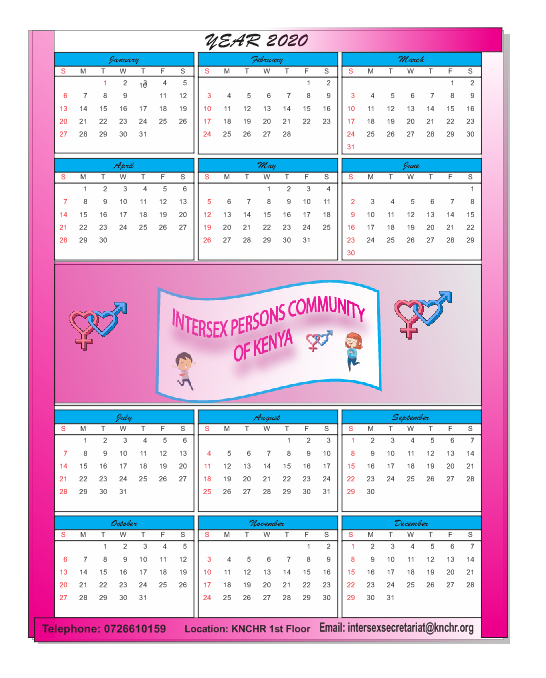 YEAR 2020
January February March
S M T W T F S S M T W T F S S M T W T F S
1 2 3 4 5 1 2 1 2
6 7 8 9 10 11 12 3 4 5 6 7 8 9 3 4 5 6 7 8 9
13 14 15 16 17 18 19 10 11 12 13 14 15 16 10 11 12 13 14 15 16
20 21 22 23 24 25 26 17 18 19 20 21 22 23 17 18 19 20 21 22 23
27 28 29 30 31 24 25 26 27 28 24 25 26 27 28 29 30
31
April May June
S M T W T F S S M T W T F S S M T W T F S
1 2 3 4 5 6 1 2 3 4 1
7 8 9 10 11 12 13 5 6 7 8 9 10 11 2 3 4 5 6 7 8
14 15 16 17 18 19 20 12 13 14 15 16 17 18 9 10 11 12 13 14 15
21 22 23 24 25 26 27 19 20 21 22 23 24 25 16 17 18 19 20 21 22
28 29 30 26 27 28 29 30 31 23 24 25 26 27 28 29
30
INTERSEX PERSONS COMMUNITY
OF KENYA
July August September
S M T W T F S S M T W T F S S M T W T F S
1 2 3 4 5 6 1 2 3 1 2 3 4 5 6 7
7 8 9 10 11 12 13 4 5 6 7 8 9 10 8 9 10 11 12 13 14
14 15 16 17 18 19 20 11 12 13 14 15 16 17 15 16 17 18 19 20 21
21 22 23 24 25 26 27 18 19 20 21 22 23 24 22 23 24 25 26 27 28
28 29 30 31 25 26 27 28 29 30 31 29 30
October November December
S M T W T F S S M T W T F S S M T W T F S
1 2 3 4 5 1 2 1 2 3 4 5 6 7
6 7 8 9 10 11 12 3 4 5 6 7 8 9 8 9 10 11 12 13 14
13 14 15 16 17 18 19 10 11 12 13 14 15 16 15 16 17 18 19 20 21
20 21 22 23 24 25 26 17 18 19 20 21 22 23 22 23 24 25 26 27 28
27 28 29 30 31 24 25 26 27 28 29 30 29 30 31
Telephone: 0726610159 Location: KNCHR 1st Floor Email: intersexsecretariat@knchr.org